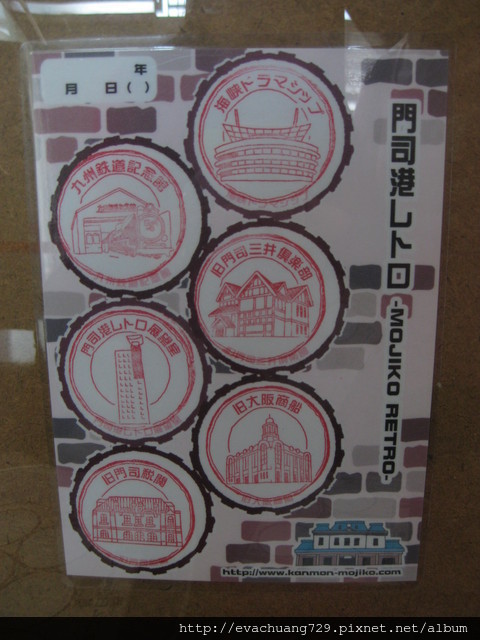 年
月 日( )
海峡ドラマシップ
九州鉄道記念館
旧門司三井倶楽部
門司港レトロ展望室
旧大阪商船
旧門司税関
門司港レトロ
-MOJIKO RETRO-
http://www.kanmon-mojiko.com
http://evachuang729.pixnet.net/album